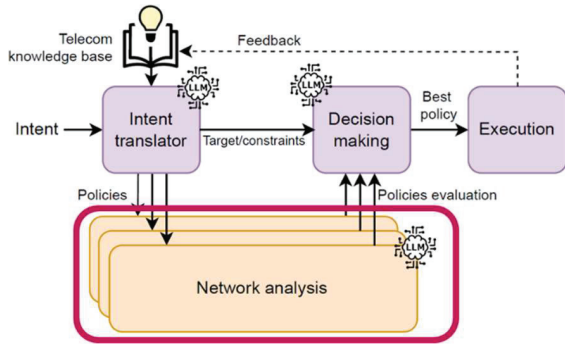 Telecom
knowledge base
Feedback
LLM
LLM
Intent
Intent
translator
Target/constraints
Decision
making
Best
policy
Execution
Policies
Policies evaluation
LLM
Network analysis